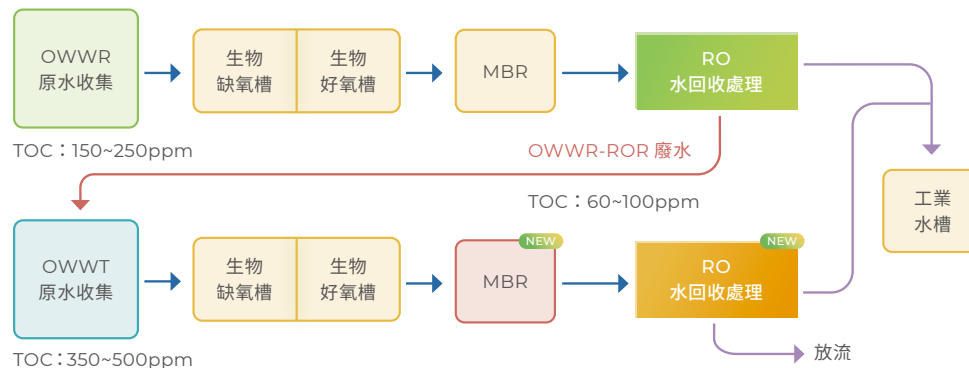 OWWR
原水收集
生物
缺氧槽
生物
好氧槽
MBR
RO
水回收處理
TOC：150~250ppm
OWWR-ROR 廢水
TOC：60~100ppm
工業
水槽
OWWT
原水收集
生物
缺氧槽
生物
好氧槽
NEW
MBR
NEW
RO
水回收處理
放流
TOC：350~500ppm